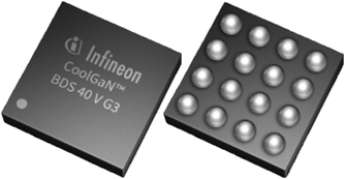 Infineon
CoolGaN™
BDS 40 V G3